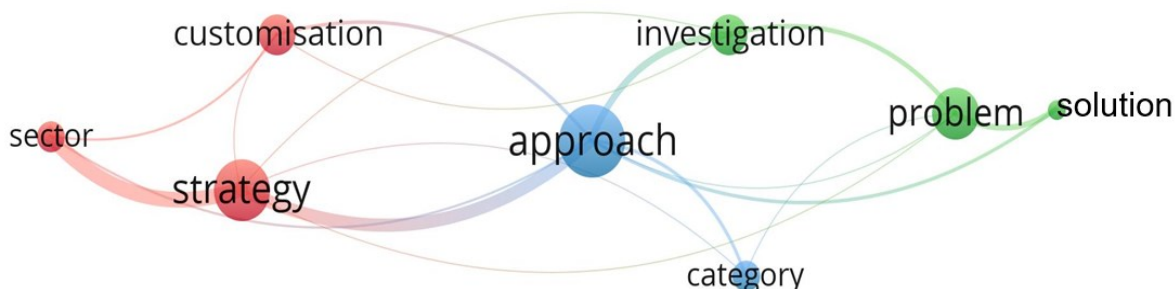 customisation
investigation
sector
approach
problem
solution
strategy
category